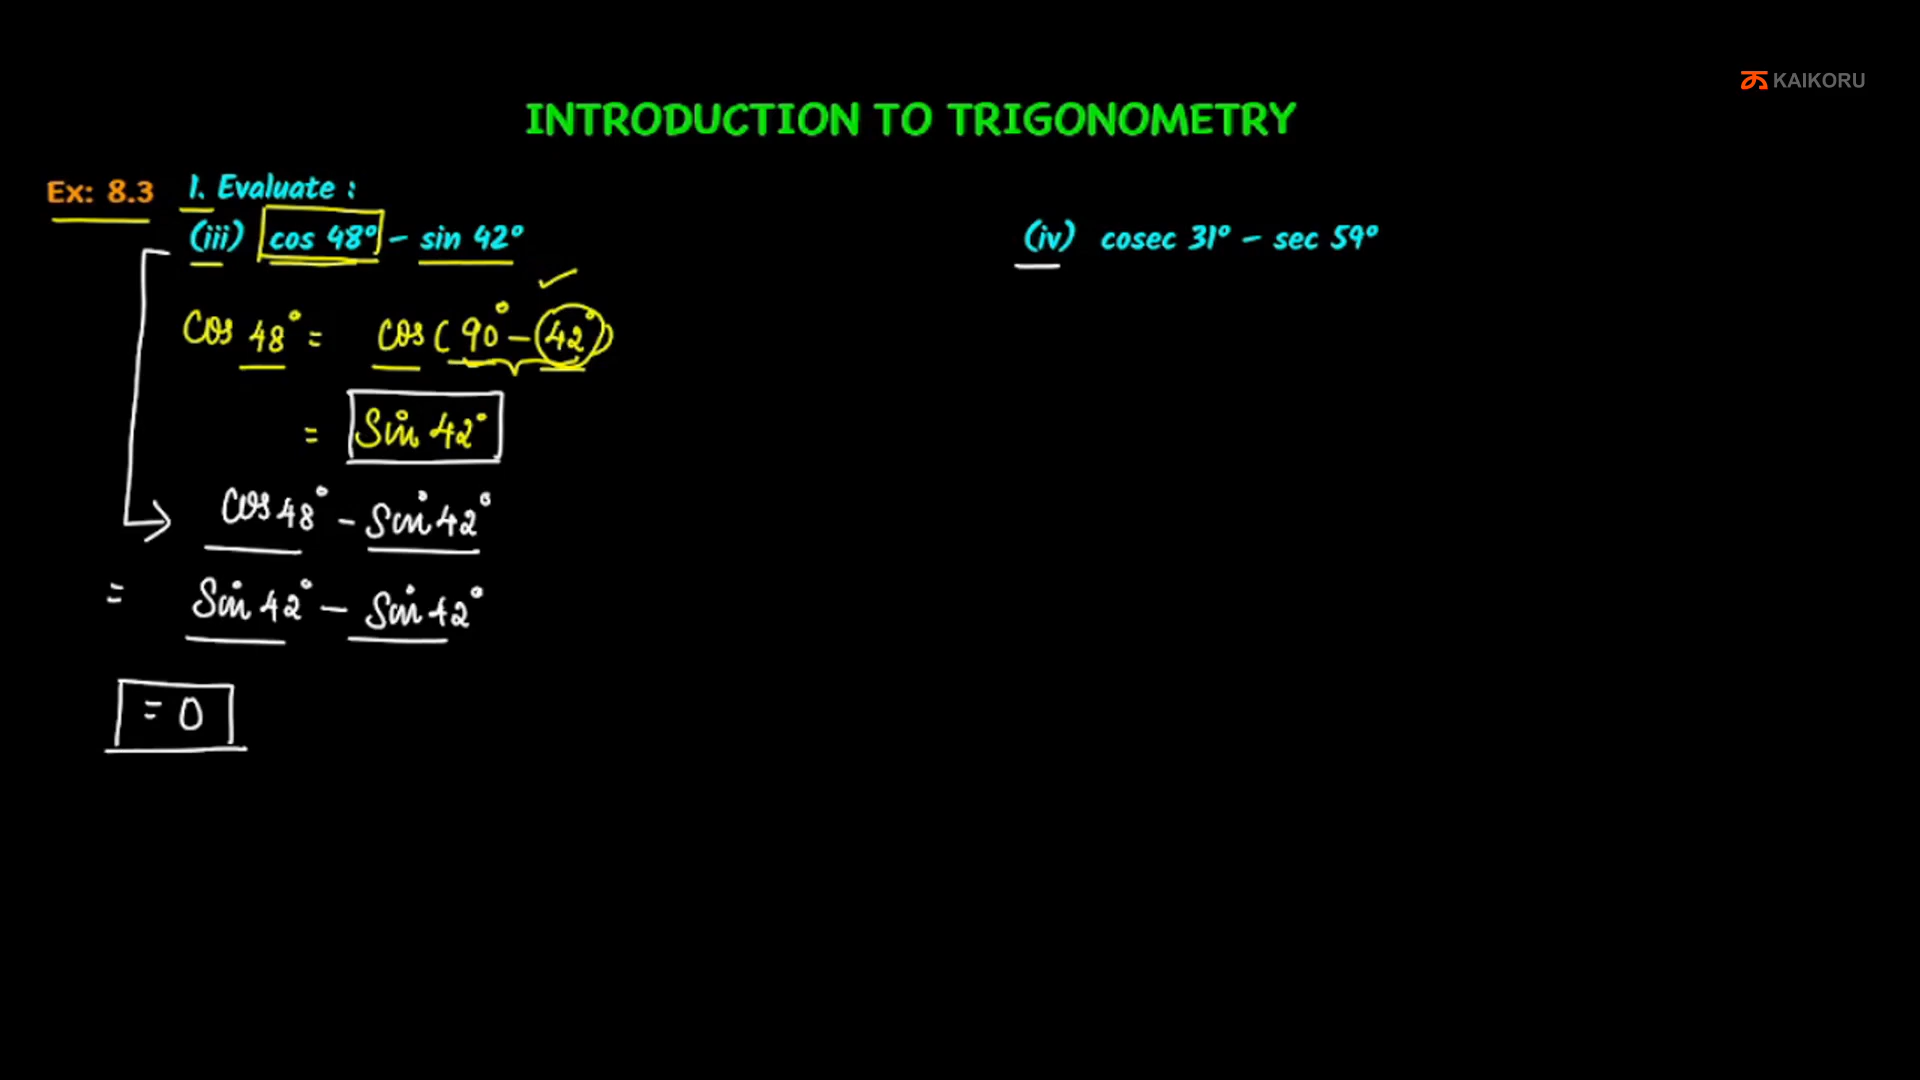 KAIKORU
INTRODUCTION TO TRIGONOMETRY
Ex: 8.3 1. Evaluate :
(iii) cos 48° – sin 42°
(iv) cosec 31° – sec 59°
Cos 48° = cos (90° – 42°)
= Sin 42°
Cos 48° – Sin 42°
= Sin 42° – Sin 42°
= 0